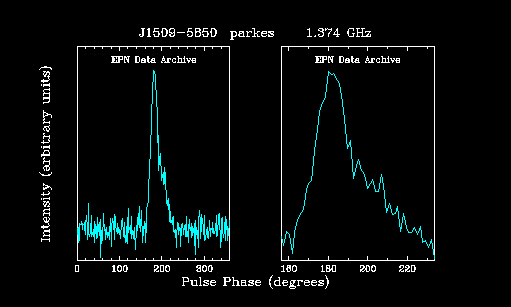 J1509-5850 parkes 1.374 GHz
EPN Data Archive EPN Data Archive
Intensity (arbitrary units)
0 100 200 300 180 180 200 220
Pulse Phase (degrees)